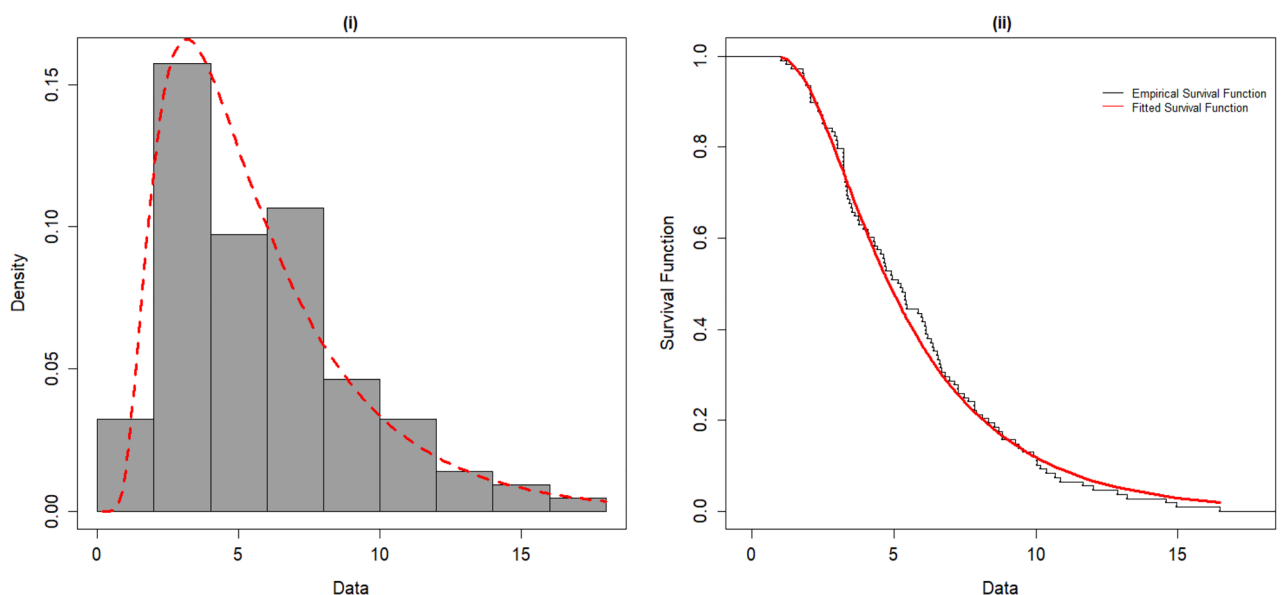 (i)
Density
0.15
0.10
0.05
0.00
0
5
10
15
Data
(ii)
Survival Function
1.0
0.8
0.6
0.4
0.2
0.0
Empirical Survival Function
Fitted Survival Function
0
5
10
15
Data